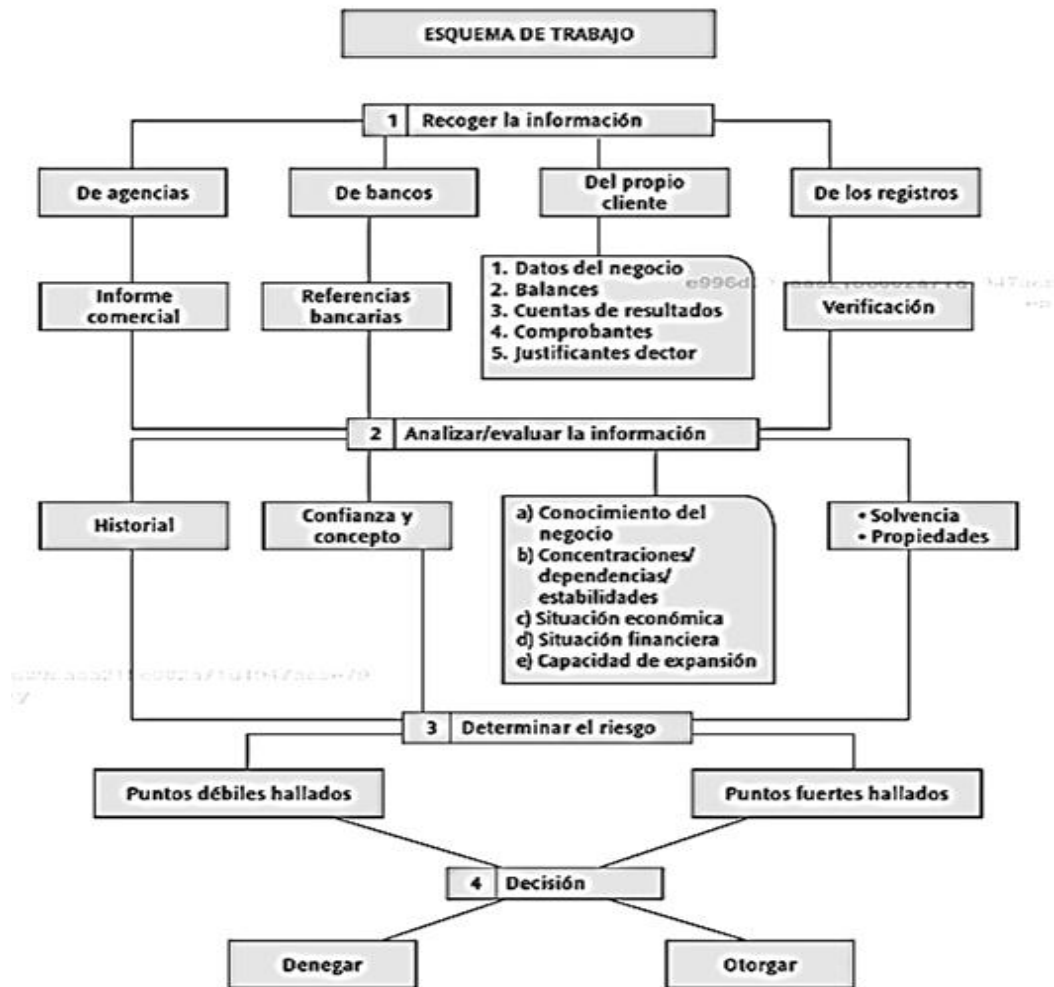 ESQUEMA DE TRABAJO
1 Recoger la información
De agencias
De bancos
Del propio
cliente
De los registros
Informe
comercial
Referencias
bancarias
1. Datos del negocio
2. Balances
3. Cuentas de resultados
4. Comprobantes
5. Justificantes dector
Verificación
2 Analizar/evaluar la información
Historial
Confianza y
concepto
a) Conocimiento del
negocio
b) Concentraciones/
dependencias/
estabilidades
c) Situación económica
d) Situación financiera
e) Capacidad de expansión
• Solvencia
• Propiedades
3 Determinar el riesgo
Puntos débiles hallados
Puntos fuertes hallados
4 Decisión
Denegar
Otorgar